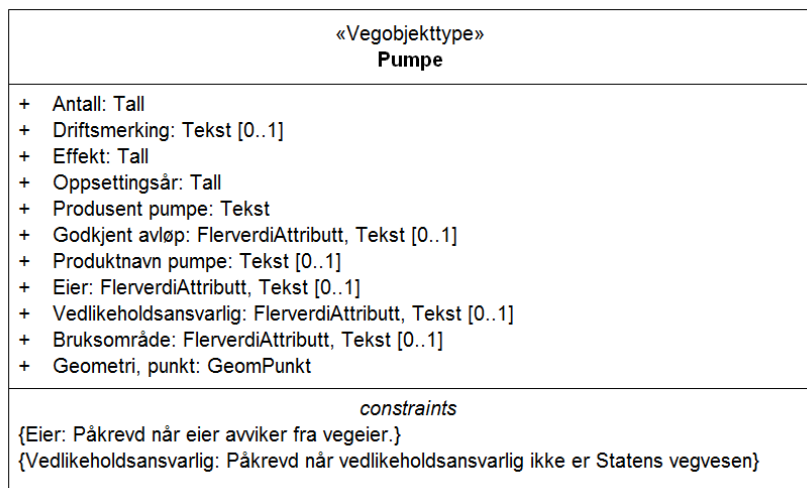 «Vegobjekttype»
Pumpe
+ Antall: Tall
+ Driftsmerking: Tekst [0..1]
+ Effekt: Tall
+ Oppsettingsår: Tall
+ Produsent pumpe: Tekst
+ Godkjent avløp: FlerverdiAttributt, Tekst [0..1]
+ Produktnavn pumpe: Tekst [0..1]
+ Eier: FlerverdiAttributt, Tekst [0..1]
+ Vedlikeholdsansvarlig: FlerverdiAttributt, Tekst [0..1]
+ Bruksområde: FlerverdiAttributt, Tekst [0..1]
+ Geometri, punkt: GeomPunkt
constraints
{Eier: Påkrevd når eier avviker fra vegeier.}
{Vedlikeholdsansvarlig: Påkrevd når vedlikeholdsansvarlig ikke er Statens vegvesen}